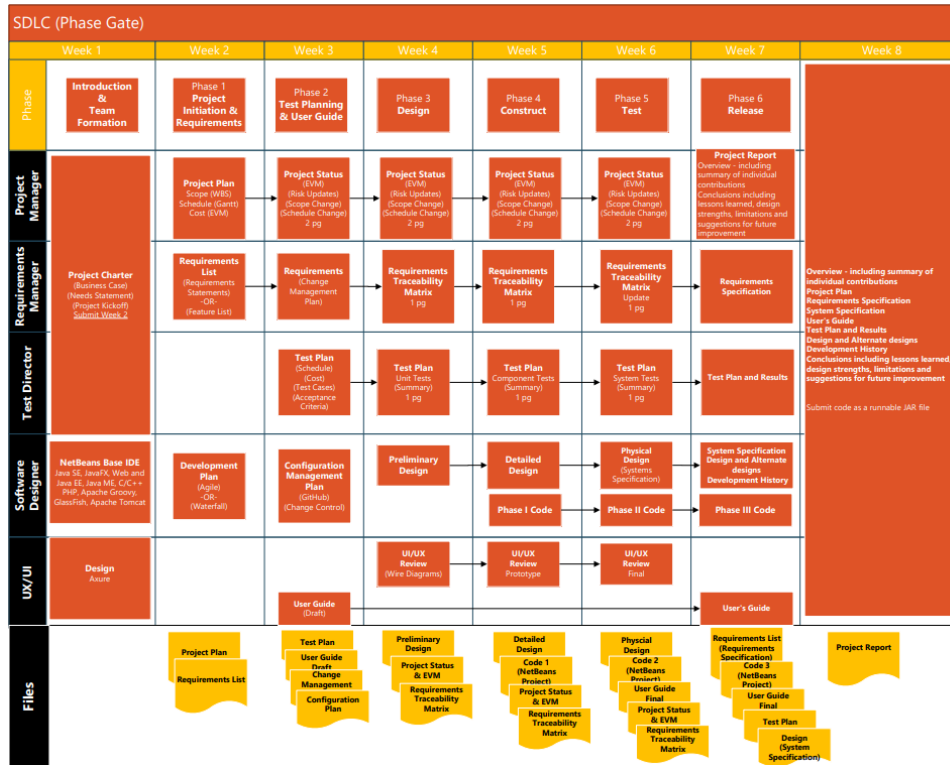 SDLC (Phase Gate)
Week 1
Week 2
Week 3
Week 4
Week 5
Week 6
Week 7
Week 8
Phase
Introduction
&
Team
Formation
Phase 1
Project
Initiation &
Requirements
Phase 2
Test Planning
& User Guide
Phase 3
Design
Phase 4
Construct
Phase 5
Test
Phase 6
Release
Project
Manager
Project Plan
Scope (WBS)
Schedule (Gantt)
Cost (EVM)
Project Status
(EVM)
(Risk Updates)
(Scope Change)
(Schedule Change)
2 pg
Project Status
(EVM)
(Risk Updates)
(Scope Change)
(Schedule Change)
2 pg
Project Status
(EVM)
(Risk Updates)
(Scope Change)
(Schedule Change)
2 pg
Project Status
(EVM)
(Risk Updates)
(Scope Change)
(Schedule Change)
2 pg
Project Report
Overview - including
summary of individual
contributions
Conclusions including
lessons learned, design
strengths, limitations and
suggestions for future
improvement
Requirements
Manager
Project Charter
(Business Case)
(Needs Statement)
(Project Kickoff)
Submit Week 2
Requirements
List
(Requirements
Statements)
-OR-
(Feature List)
Requirements
(Change
Management
Plan)
Requirements
Traceability
Matrix
1 pg
Requirements
Traceability
Matrix
1 pg
Requirements
Traceability
Matrix
Update
1 pg
Requirements
Specification
Overview - including summary of
individual contributions
Project Plan
Requirements Specification
System Specification
User's Guide
Test Plan and Results
Design and Alternate designs
Development History
Conclusions including lessons learned,
design strengths, limitations and
suggestions for future improvement
Submit code as a runnable JAR file
Test Director
Test Plan
(Schedule)
(Cost)
(Test Cases)
(Acceptance
Criteria)
Test Plan
Unit Tests
(Summary)
1 pg
Test Plan
Component Tests
(Summary)
1 pg
Test Plan
System Tests
(Summary)
1 pg
Test Plan and Results
Software
Designer
NetBeans Base IDE
Java SE, JavaFX, Web and
Java EE, Java ME, C/C++
PHP, Apache Groovy,
GlassFish, Apache Tomcat
Development
Plan
(Agile)
-OR-
(Waterfall)
Configuration
Management
Plan
(GitHub)
(Change Control)
Preliminary
Design
Detailed
Design
Physical
Design
(Systems
Specification)
System Specification
Design and Alternate
designs
Development History
Phase I Code
Phase II Code
Phase III Code
UX/UI
Design
Axure
UI/UX
Review
(Wire Diagrams)
UI/UX
Review
Prototype
UI/UX
Review
Final
User Guide
(Draft)
User's Guide
Files
Project Plan
Requirements List
Test Plan
User Guide
Draft
Change
Management
Configuration
Plan
Preliminary
Design
Project Status
& EVM
Requirements
Traceability
Matrix
Detailed
Design
Code 1
(NetBeans
Project)
Project Status
& EVM
Requirements
Traceability
Matrix
Physcial
Design
Code 2
(NetBeans
Project)
User Guide
Final
Project Status
& EVM
Requirements
Traceability
Matrix
Requirements List
(Requirements
Specification)
Code 3
(NetBeans
Project)
User Guide
Final
Test Plan
Design
(System
Specification)
Project Report